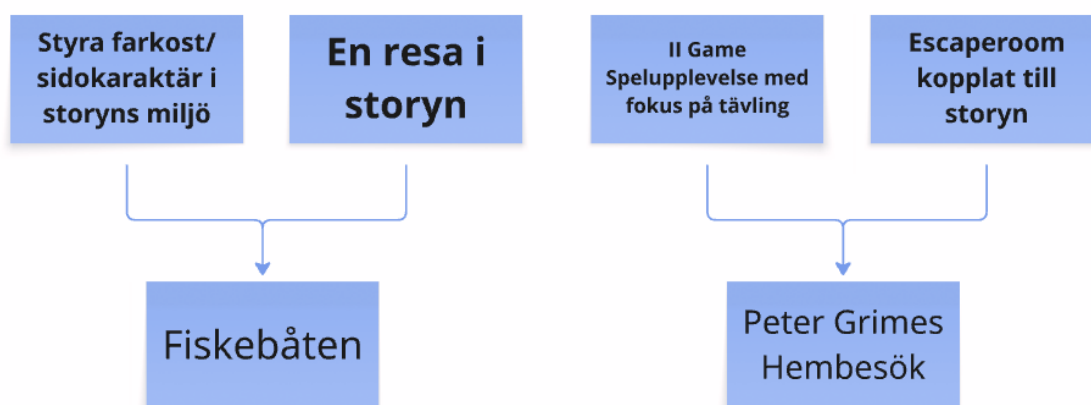 Styra farkost/
sidokaraktär i
storyns miljö
En resa i
storyn
II Game
Spelupplevelse med
fokus på tävling
Escaperoom
kopplat till
storyn
Fiskebåten
Peter Grimes
Hembesök